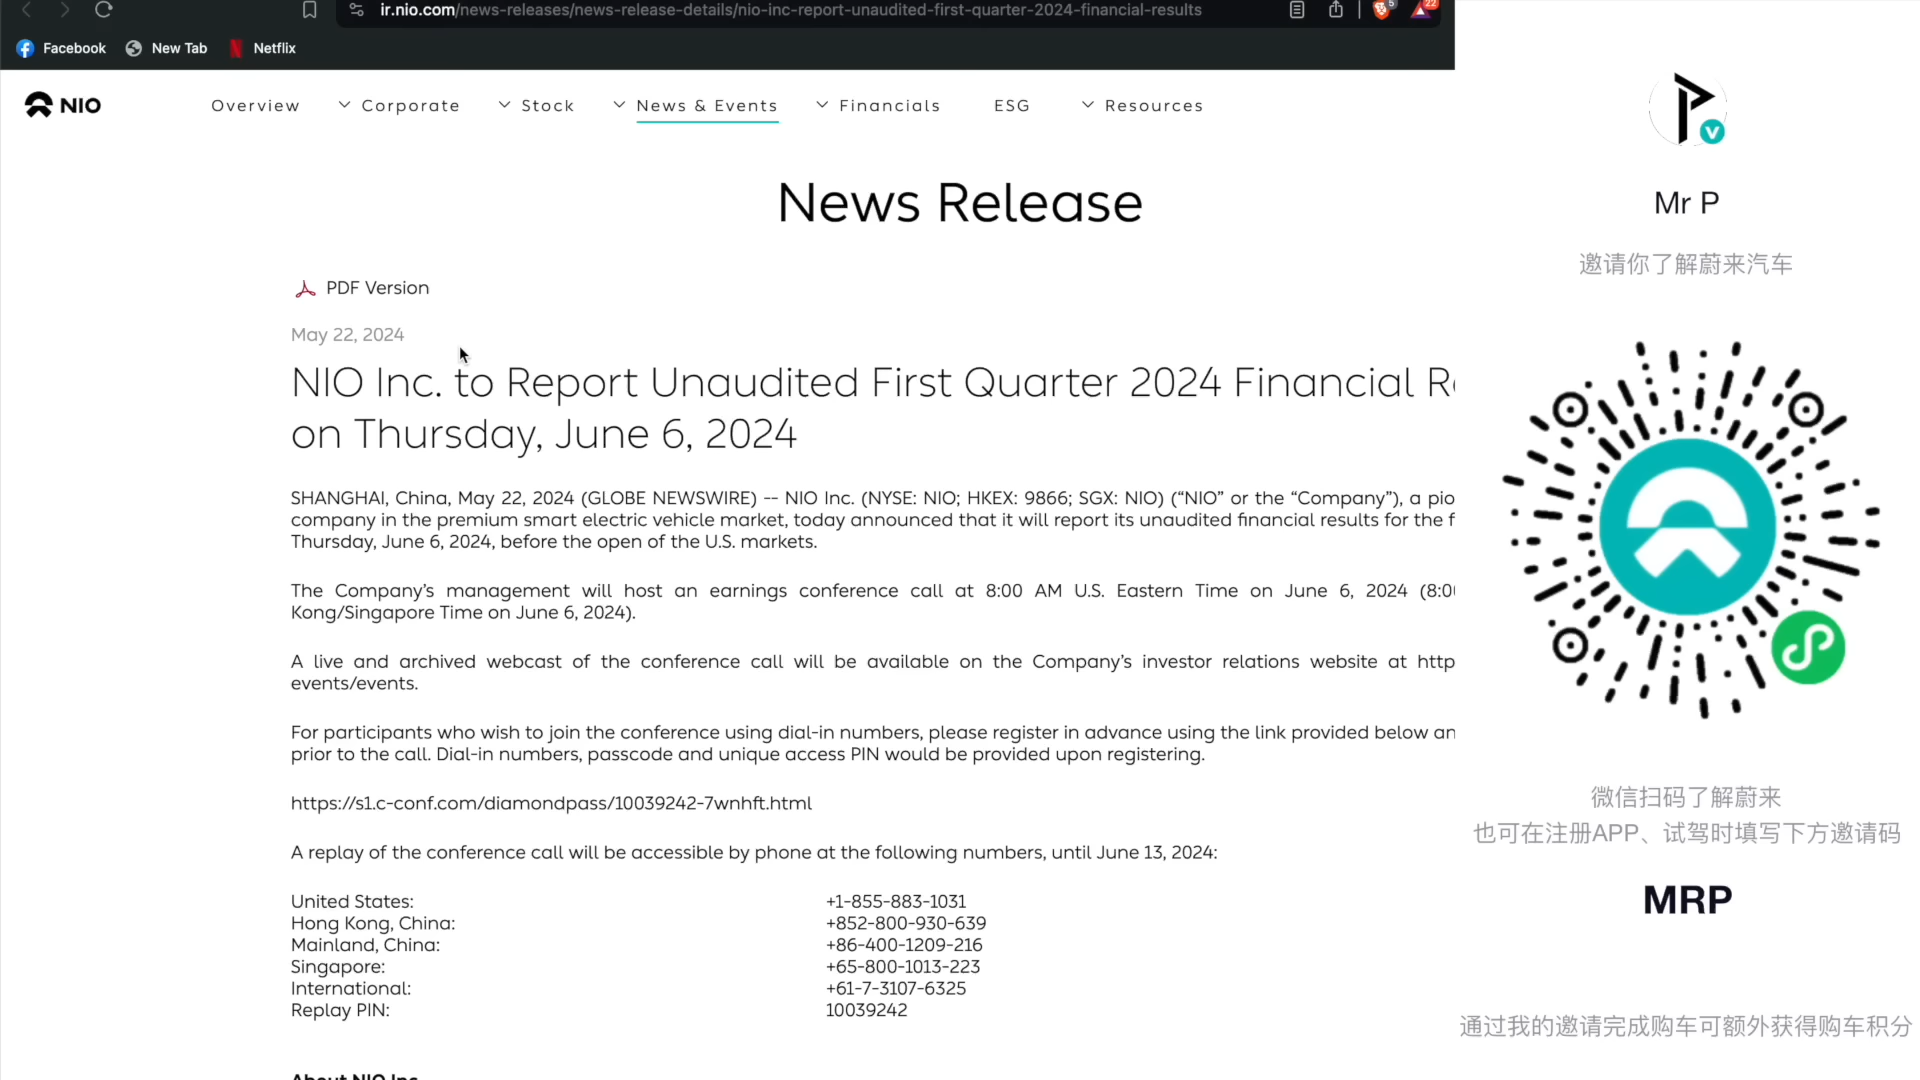 ir.nio.com/news-releases/news-release-details/nio-inc-report-unaudited-first-quarter-2024-financial-results
5
22
Facebook
New Tab
Netflix
NIO
Overview
Corporate
Stock
News & Events
Financials
ESG
Resources
News Release
PDF Version
May 22, 2024
NIO Inc. to Report Unaudited First Quarter 2024 Financial
on Thursday, June 6, 2024
SHANGHAI, China, May 22, 2024 (GLOBE NEWSWIRE) -- NIO Inc. (NYSE: NIO; HKEX: 9866; SGX: NIO) (“NIO” or the “Company”), a
company in the premium smart electric vehicle market, today announced that it will report its unaudited financial results for the
Thursday, June 6, 2024, before the open of the U.S. markets.
The Company’s management will host an earnings conference call at 8:00 AM U.S. Eastern Time on June 6, 2024
Kong/Singapore Time on June 6, 2024).
A live and archived webcast of the conference call will be available on the Company’s investor relations website at
events/events.
For participants who wish to join the conference using dial-in numbers, please register in advance using the link provided below
prior to the call. Dial-in numbers, passcode and unique access PIN would be provided upon registering.
https://s1.c-conf.com/diamondpass/10039242-7wnhft.html
A replay of the conference call will be accessible by phone at the following numbers, until June 13, 2024:
United States: +1-855-883-1031
Hong Kong, China: +852-800-930-639
Mainland, China: +86-400-1209-216
Singapore: +65-800-1013-223
International: +61-7-3107-6325
Replay PIN: 10039242
About NIO Inc
Mr P
邀请你了解蔚来汽车
微信扫码了解蔚来
也可在注册APP、试驾时填写下方邀请码
MRP
通过我的邀请完成购车可额外获得购车积分